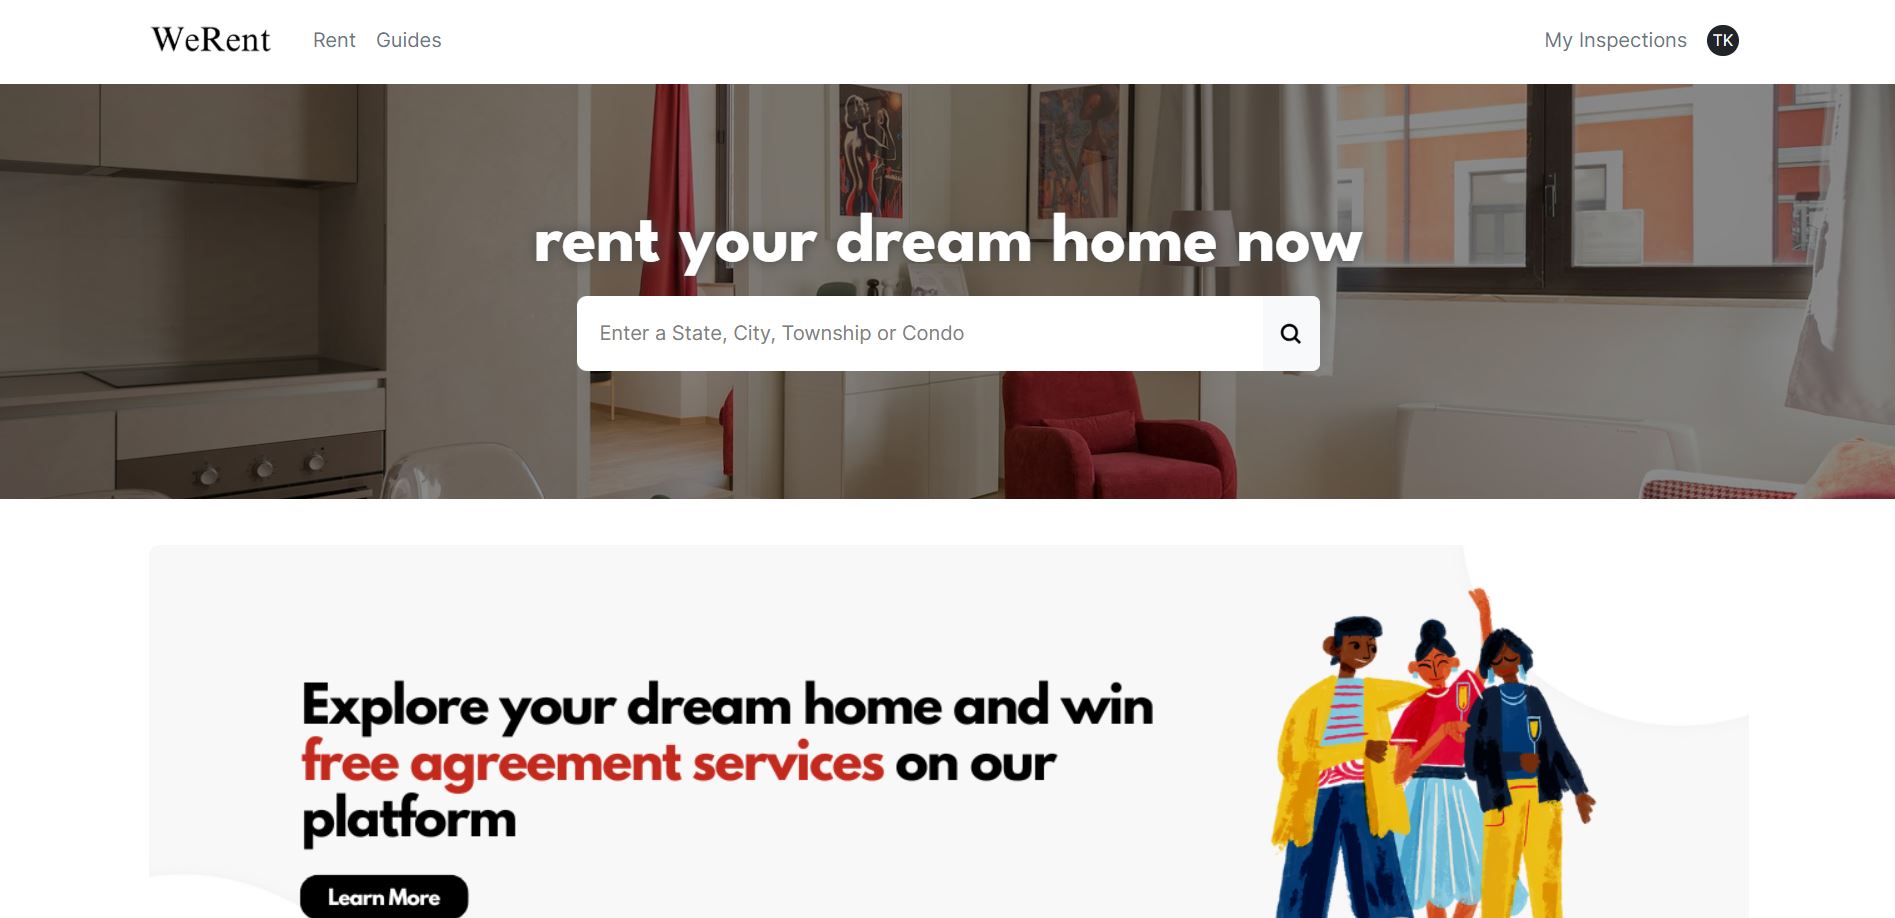 WeRent
Rent
Guides
My Inspections
TK
rent your dream home now
Enter a State, City, Township or Condo
Explore your dream home and win
free agreement services on our
platform
Learn More